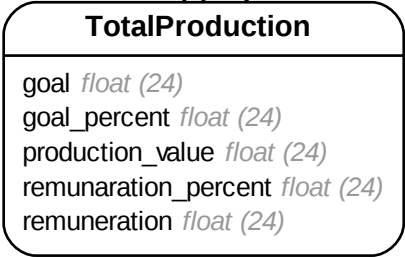 TotalProduction
goal float (24)
goal_percent float (24)
production_value float (24)
remunaration_percent float (24)
remuneration float (24)